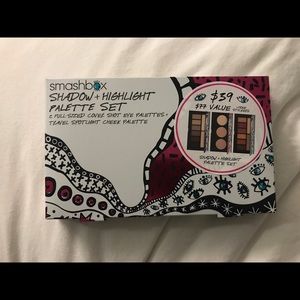 smashbox
SHADOW + HIGHLIGHT
PALETTE SET
2 FULL-SIZED COVER SHOT EYE PALETTES +
TRAVEL SPOTLIGHT CHEEK PALETTE
$39
$77 VALUE
SHADOW + HIGHLIGHT
PALETTE SET